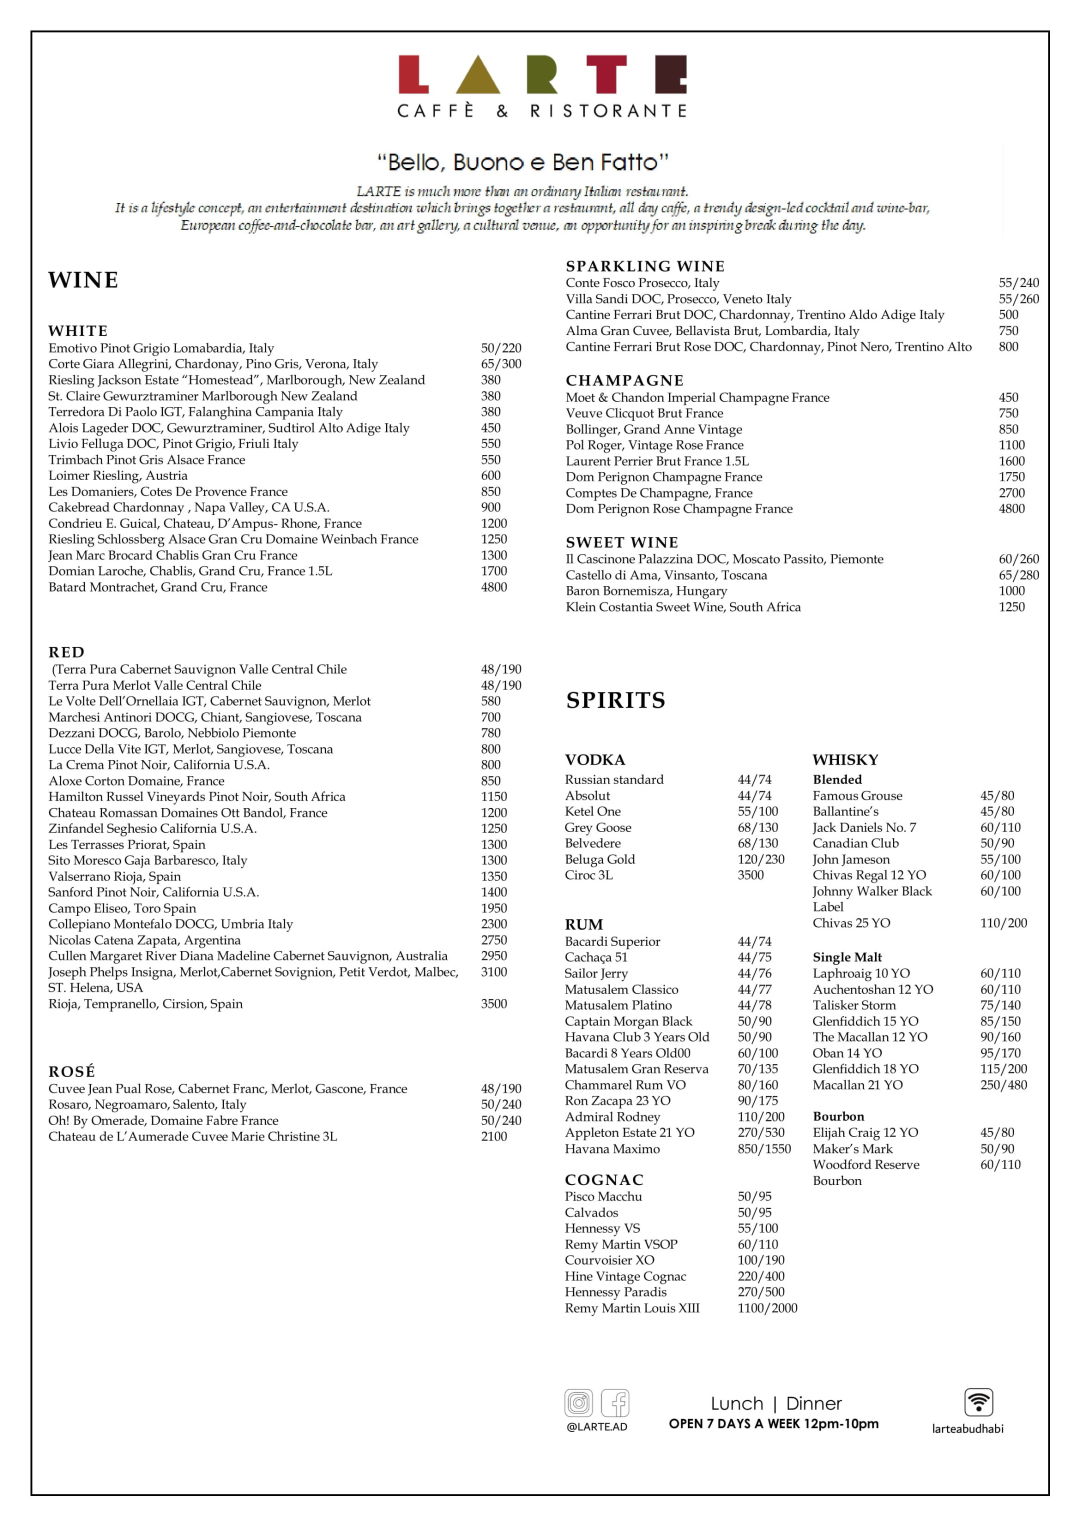 LARTE
CAFFÈ & RISTORANTE
“Bello, Buono e Ben Fatto”
LARTE is much more than an ordinary Italian restaurant.
It is a lifestyle concept, an entertainment destination which brings together a restaurant, all day caffe, a trendy design-led cocktail and wine-bar,
European coffee-and-chocolate bar, an art gallery, a cultural venue, an opportunity for an inspiring break during the day.
WINE
WHITE
Emotivo Pinot Grigio Lomabardia, Italy 50/220
Corte Giara Allegrini, Chardonay, Pino Gris, Verona, Italy 65/300
Riesling Jackson Estate “Homestead”, Marlborough, New Zealand 380
St. Claire Gewurztraminer Marlborough New Zealand 380
Terredora Di Paolo IGT, Falanghina Campania Italy 380
Alois Lageder DOC, Gewurztraminer, Sudtirol Alto Adige Italy 450
Livio Felluga DOC, Pinot Grigio, Friuli Italy 550
Trimbach Pinot Gris Alsace France 550
Loimer Riesling, Austria 600
Les Domaniers, Cotes De Provence France 850
Cakebread Chardonnay , Napa Valley, CA U.S.A. 900
Condrieu E. Guical, Chateau, D’Ampus- Rhone, France 1200
Riesling Schlossberg Alsace Gran Cru Domaine Weinbach France 1250
Jean Marc Brocard Chablis Gran Cru France 1300
Domian Laroche, Chablis, Grand Cru, France 1.5L 1700
Batard Montrachet, Grand Cru, France 4800
RED
(Terra Pura Cabernet Sauvignon Valle Central Chile 48/190
Terra Pura Merlot Valle Central Chile 48/190
Le Volte Dell’Ornellaia IGT, Cabernet Sauvignon, Merlot 580
Marchesi Antinori DOCG, Chiant, Sangiovese, Toscana 700
Dezzani DOCG, Barolo, Nebbiolo Piemonte 780
Lucce Della Vite IGT, Merlot, Sangiovese, Toscana 800
La Crema Pinot Noir, California U.S.A. 800
Aloxe Corton Domaine, France 850
Hamilton Russel Vineyards Pinot Noir, South Africa 1150
Chateau Romassan Domaines Ott Bandol, France 1200
Zinfandel Seghesio California U.S.A. 1250
Les Terrasses Priorat, Spain 1300
Sito Moresco Gaja Barbaresco, Italy 1300
Valserrano Rioja, Spain 1350
Sanford Pinot Noir, California U.S.A. 1400
Campo Eliseo, Toro Spain 1950
Collepiano Montefalo DOCG, Umbria Italy 2300
Nicolas Catena Zapata, Argentina 2750
Cullen Margaret River Diana Madeline Cabernet Sauvignon, Australia 2950
Joseph Phelps Insigna, Merlot,Cabernet Sovignion, Petit Verdot, Malbec, 3100
ST. Helena, USA
Rioja, Tempranello, Cirsion, Spain 3500
ROSÉ
Cuvee Jean Pual Rose, Cabernet Franc, Merlot, Gascone, France 48/190
Rosaro, Negroamaro, Salento, Italy 50/240
Oh! By Omerade, Domaine Fabre France 50/240
Chateau de L’Aumerade Cuvee Marie Christine 3L 2100
SPARKLING WINE
Conte Fosco Prosecco, Italy 55/240
Villa Sandi DOC, Prosecco, Veneto Italy 55/260
Cantine Ferrari Brut DOC, Chardonnay, Trentino Aldo Adige Italy 500
Alma Gran Cuvee, Bellavista Brut, Lombardia, Italy 750
Cantine Ferrari Brut Rose DOC, Chardonnay, Pinot Nero, Trentino Alto 800
CHAMPAGNE
Moet & Chandon Imperial Champagne France 450
Veuve Clicquot Brut France 750
Bollinger, Grand Anne Vintage 850
Pol Roger, Vintage Rose France 1100
Laurent Perrier Brut France 1.5L 1600
Dom Perignon Champagne France 1750
Comptes De Champagne, France 2700
Dom Perignon Rose Champagne France 4800
SWEET WINE
Il Cascinone Palazzina DOC, Moscato Passito, Piemonte 60/260
Castello di Ama, Vinsanto, Toscana 65/280
Baron Bornemisza, Hungary 1000
Klein Costantia Sweet Wine, South Africa 1250
SPIRITS
VODKA
Russian standard 44/74
Absolut 44/74
Ketel One 55/100
Grey Goose 68/130
Belvedere 68/130
Beluga Gold 120/230
Ciroc 3L 3500
RUM
Bacardi Superior 44/74
Cachaça 51 44/75
Sailor Jerry 44/76
Matusalem Classico 44/77
Matusalem Platino 44/78
Captain Morgan Black 50/90
Havana Club 3 Years Old 50/90
Bacardi 8 Years Old00 60/100
Matusalem Gran Reserva 70/135
Chammarel Rum VO 80/160
Ron Zacapa 23 YO 90/175
Admiral Rodney 110/200
Appleton Estate 21 YO 270/530
Havana Maximo 850/1550
COGNAC
Pisco Macchu 50/95
Calvados 50/95
Hennessy VS 55/100
Remy Martin VSOP 60/110
Courvoisier XO 100/190
Hine Vintage Cognac 220/400
Hennessy Paradis 270/500
Remy Martin Louis XIII 1100/2000
WHISKY
Blended
Famous Grouse 45/80
Ballantine’s 45/80
Jack Daniels No. 7 60/110
Canadian Club 50/90
John Jameson 55/100
Chivas Regal 12 YO 60/100
Johnny Walker Black 60/100
Label
Chivas 25 YO 110/200
Single Malt
Laphroaig 10 YO 60/110
Auchentoshan 12 YO 60/110
Talisker Storm 75/140
Glenfiddich 15 YO 85/150
The Macallan 12 YO 90/160
Oban 14 YO 95/170
Glenfiddich 18 YO 115/200
Macallan 21 YO 250/480
Bourbon
Elijah Craig 12 YO 45/80
Maker’s Mark 50/90
Woodford Reserve 60/110
Bourbon
@LARTE.AD
Lunch | Dinner
OPEN 7 DAYS A WEEK 12pm-10pm
larteabudhabi